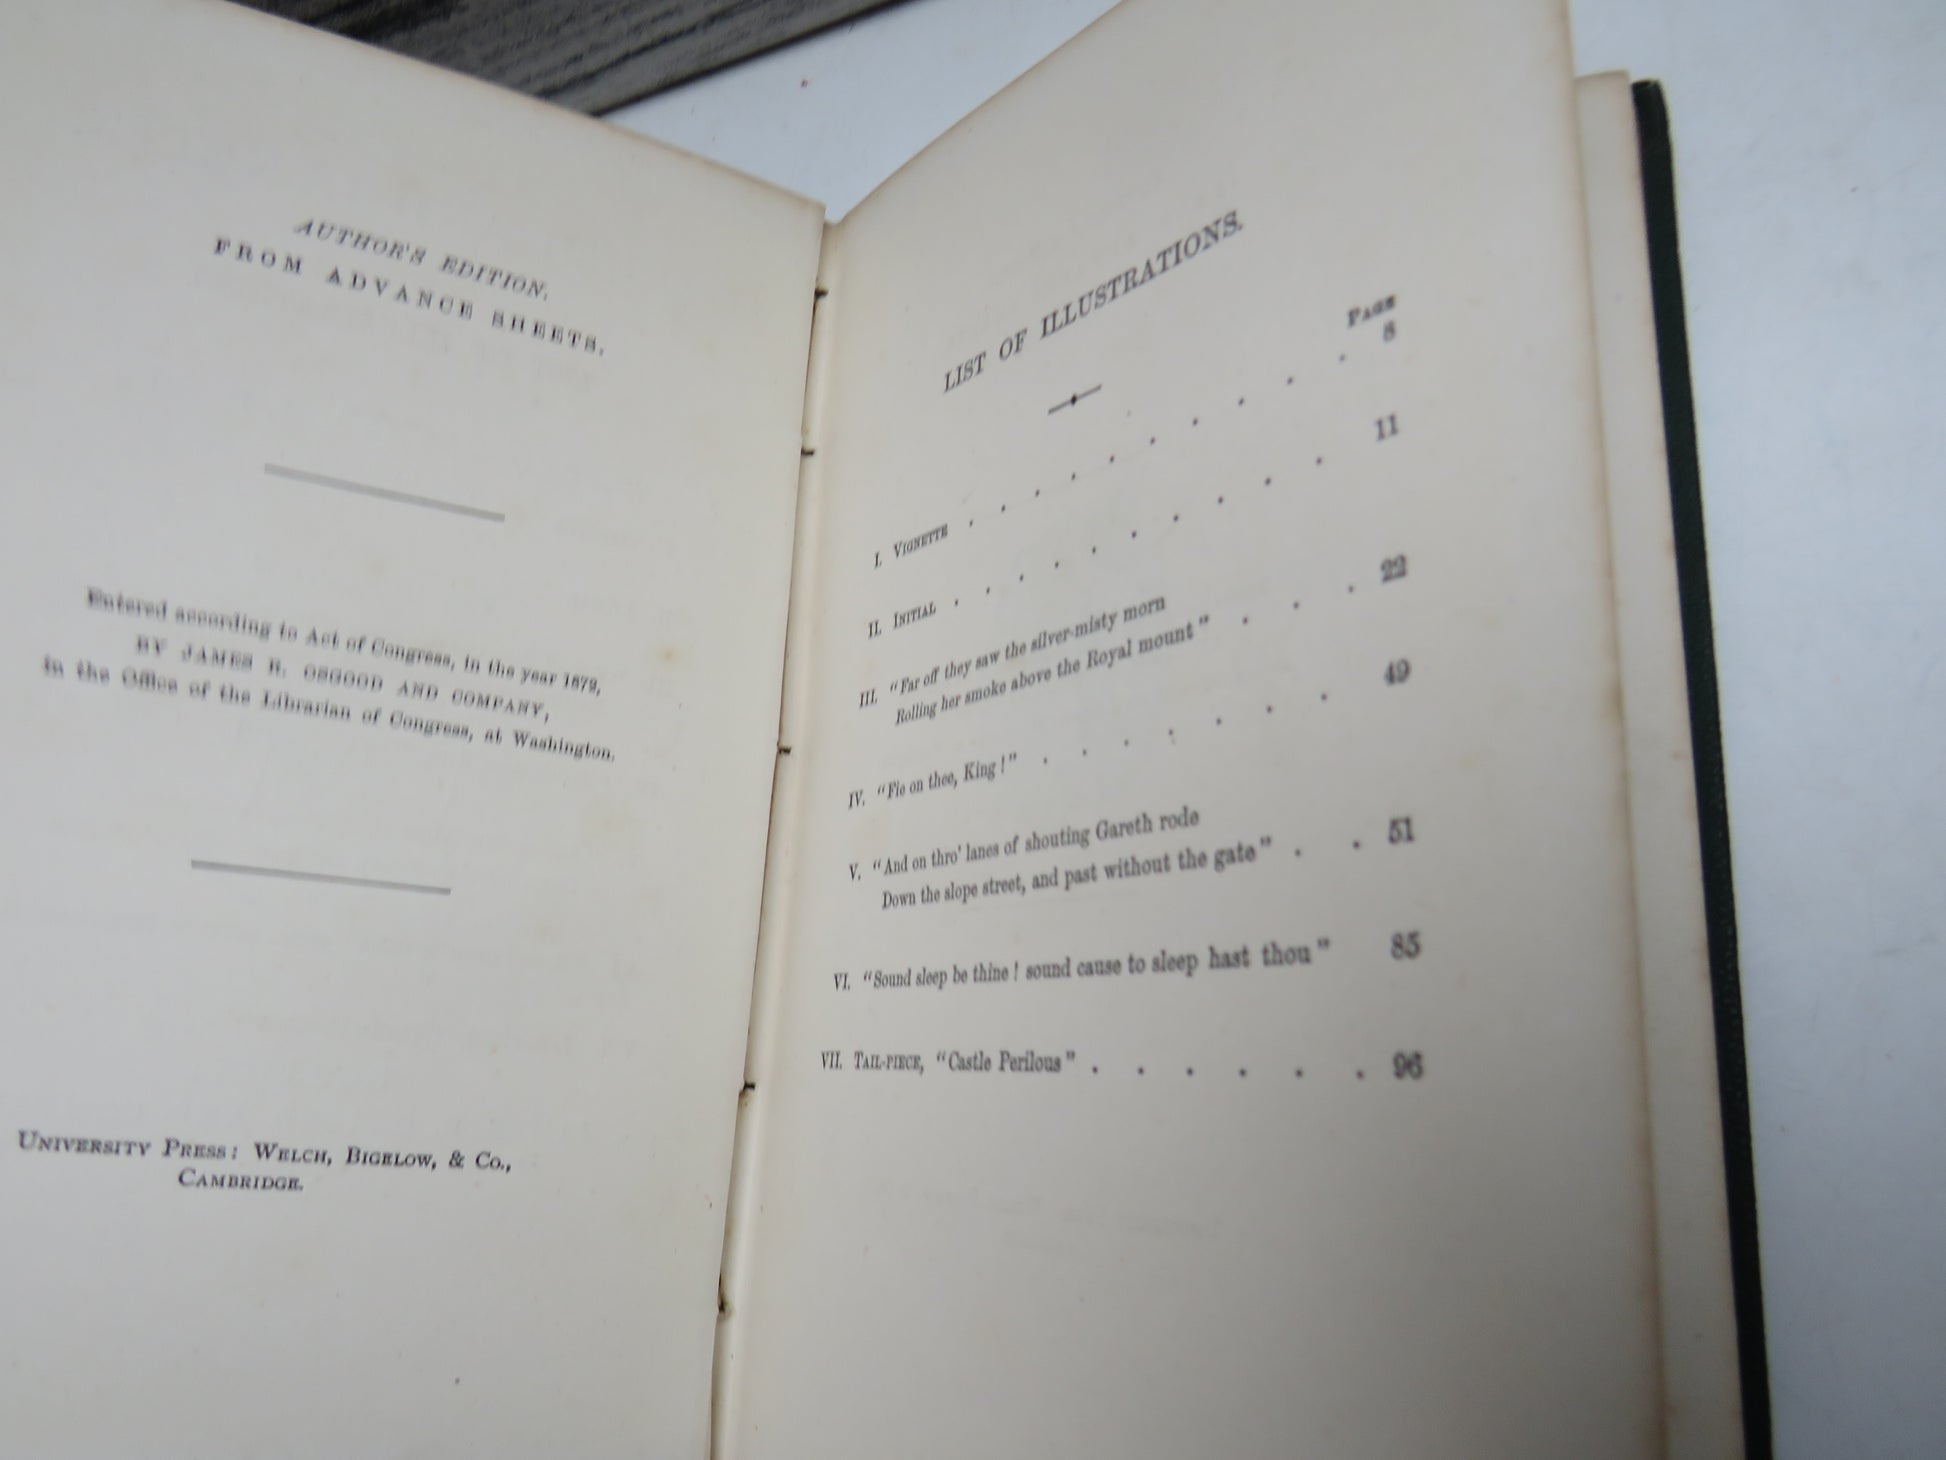 AUTHOR'S EDITION,
FROM ADVANCE SHEETS.
Entered according to Act of Congress, in the year 1872,
BY JAMES R. OSGOOD AND COMPANY,
in the Office of the Librarian of Congress, at Washington.
UNIVERSITY PRESS: WELCH, BIGELOW, & CO.,
CAMBRIDGE.
LIST OF ILLUSTRATIONS.
PAGE
I. VIGNETTE . . . . . . . . . . 8
II. INITIAL . . . . . . . . . . 11
III. "Far off they saw the silver-misty morn
Rolling her smoke above the Royal mount" . . . 22
IV. "Fie on thee, King!" . . . . . . . 49
V. "And on thro' lanes of shouting Gareth rode
Down the slope street, and past without the gate" . . 51
VI. "Sound sleep be thine! sound cause to sleep hast thou" 85
VII. TAIL-PIECE, "Castle Perilous" . . . . . . 96